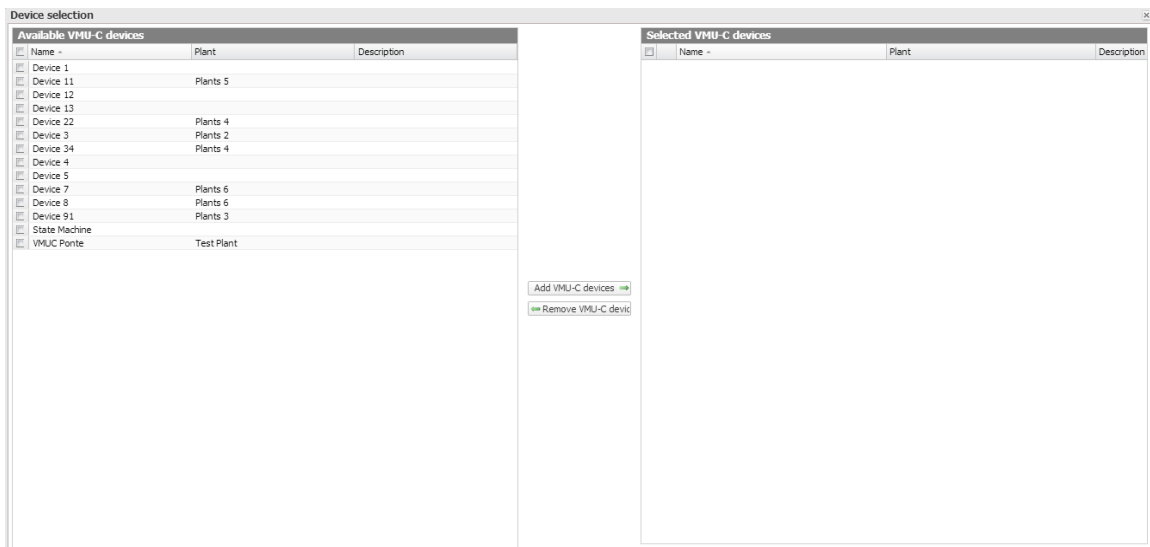 Device selection
Available VMU-C devices
Name Plant Description
Device 1
Device 11 Plants 5
Device 12
Device 13
Device 22 Plants 4
Device 3 Plants 2
Device 34 Plants 4
Device 4
Device 5
Device 7 Plants 6
Device 8 Plants 6
Device 91 Plants 3
State Machine
VMUC Ponte Test Plant
Add VMU-C devices
Remove VMU-C devic
Selected VMU-C devices
Name Plant Description